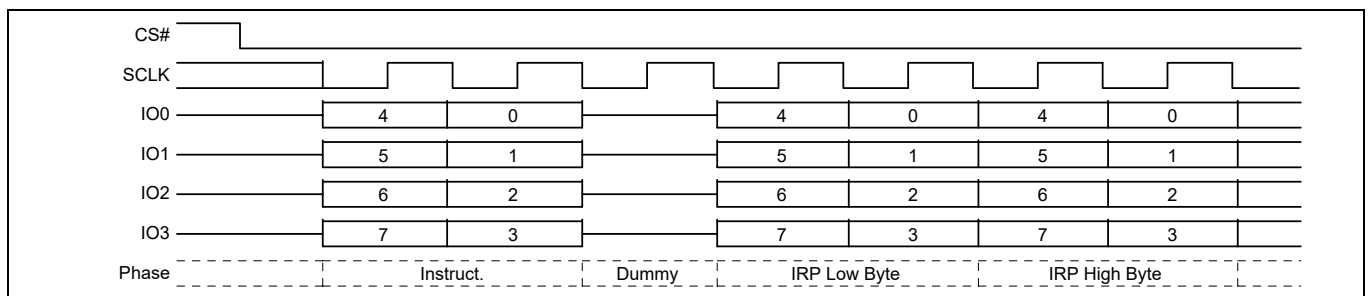 CS#
SCLK
IO0 4 0 4 0 4 0
IO1 5 1 5 1 5 1
IO2 6 2 6 2 6 2
IO3 7 3 7 3 7 3
Phase Instruct. Dummy IRP Low Byte IRP High Byte